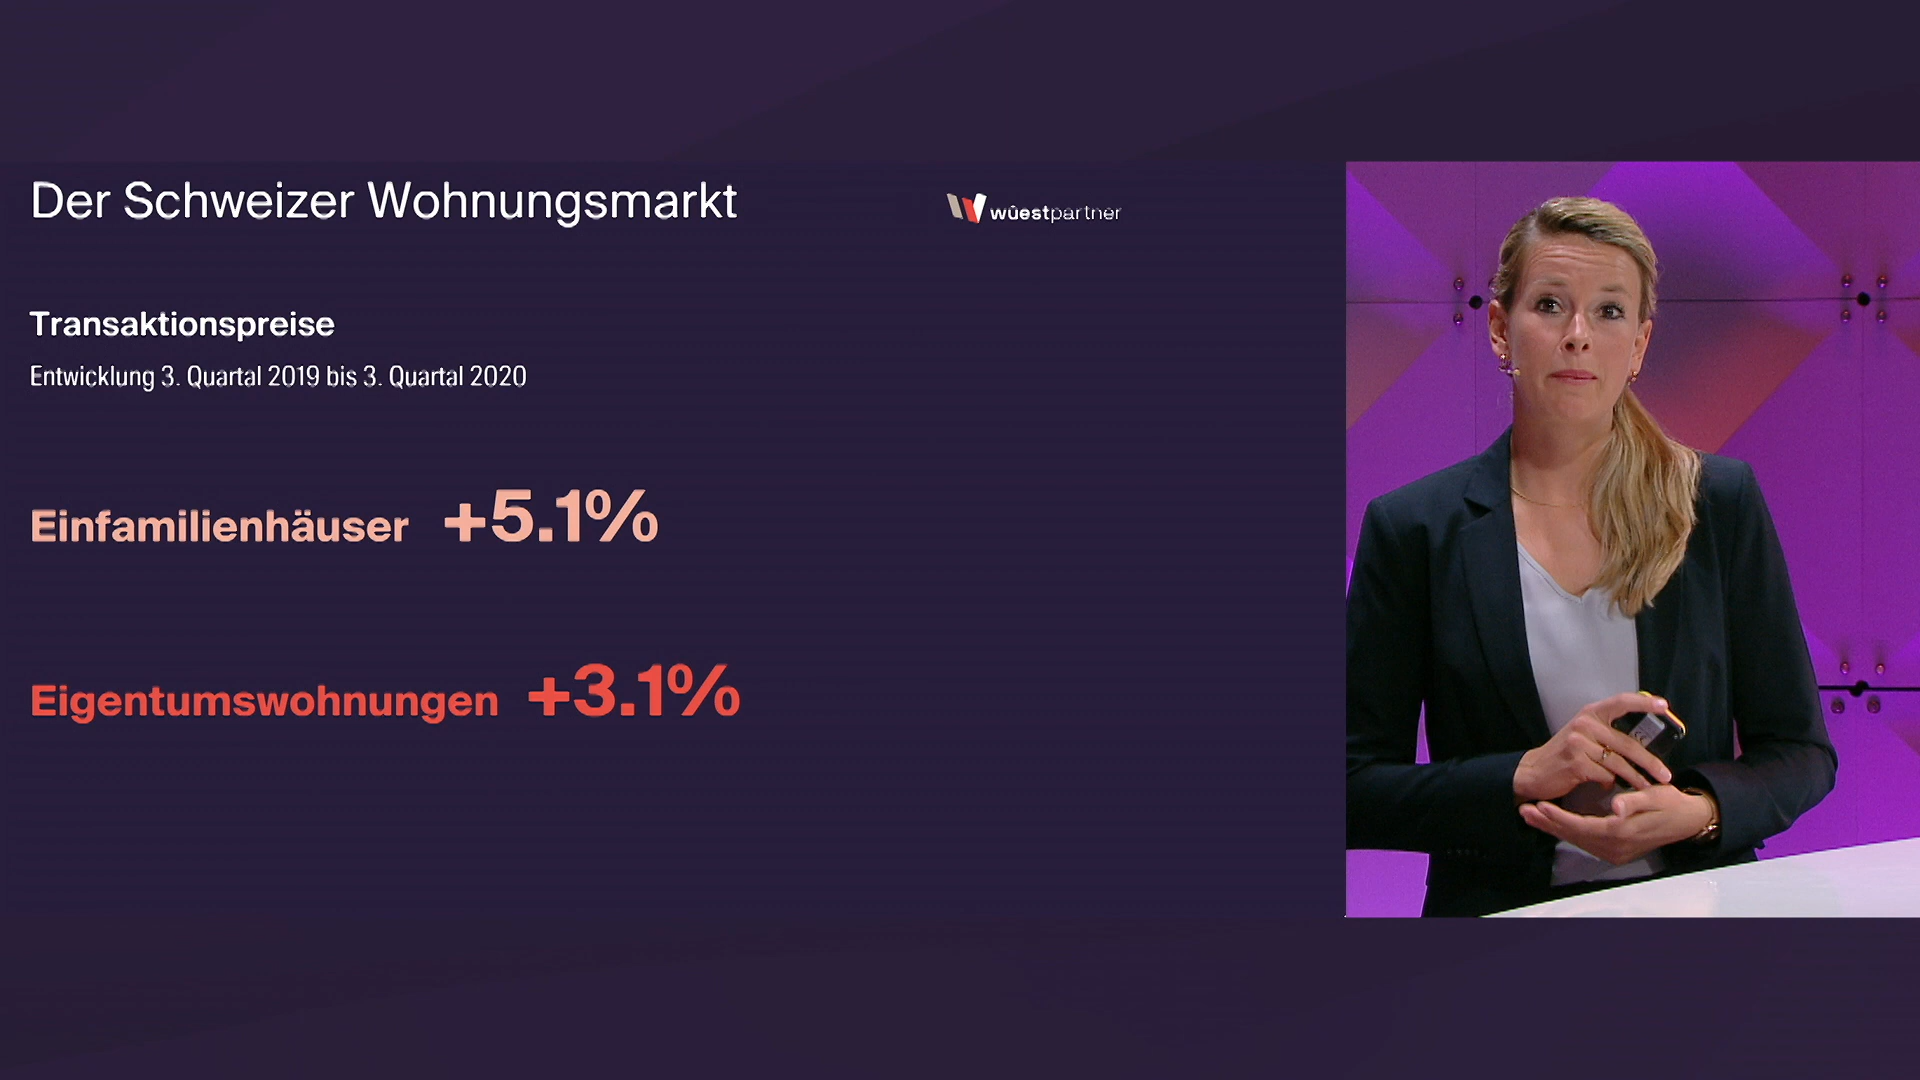 Der Schweizer Wohnungsmarkt
wüestpartner
Transaktionspreise
Entwicklung 3. Quartal 2019 bis 3. Quartal 2020
Einfamilienhäuser +5.1%
Eigentumswohnungen +3.1%